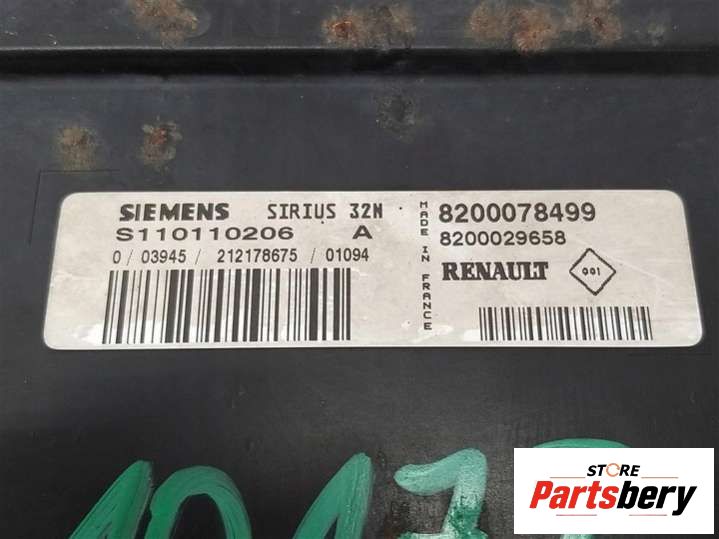 SIEMENS SIRIUS 32N
S110110206 A
0 / 03945 / 212178675 / 01094
MADE IN FRANCE
8200078499
8200029658
RENAULT 001
STORE
Partsbery